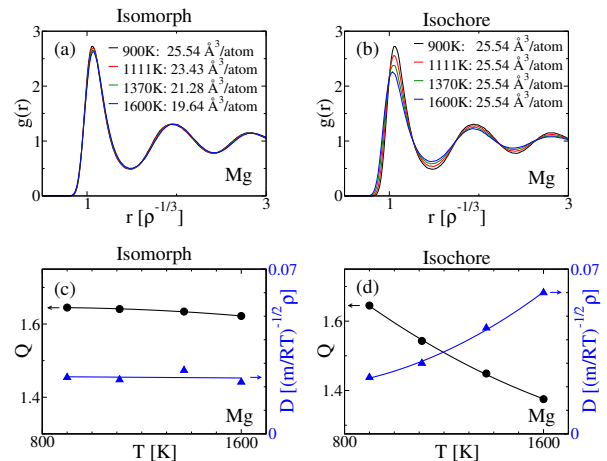 Isomorph
(a)
900K: 25.54 Å³/atom
1111K: 23.43 Å³/atom
1370K: 21.28 Å³/atom
1600K: 19.64 Å³/atom
g(r)
3
2
1
0
1
3
r [ρ^-1/3]
Mg
Isochore
(b)
900K: 25.54 Å³/atom
1111K: 25.54 Å³/atom
1370K: 25.54 Å³/atom
1600K: 25.54 Å³/atom
g(r)
3
2
1
0
1
3
r [ρ^-1/3]
Mg
Isomorph
(c)
Q
1.6
1.4
800
1600
T [K]
0.07
0
D [(m/RT)^-1/2 ρ]
Mg
Isochore
(d)
Q
1.6
1.4
800
1600
T [K]
0.07
0
D [(m/RT)^-1/2 ρ]
Mg